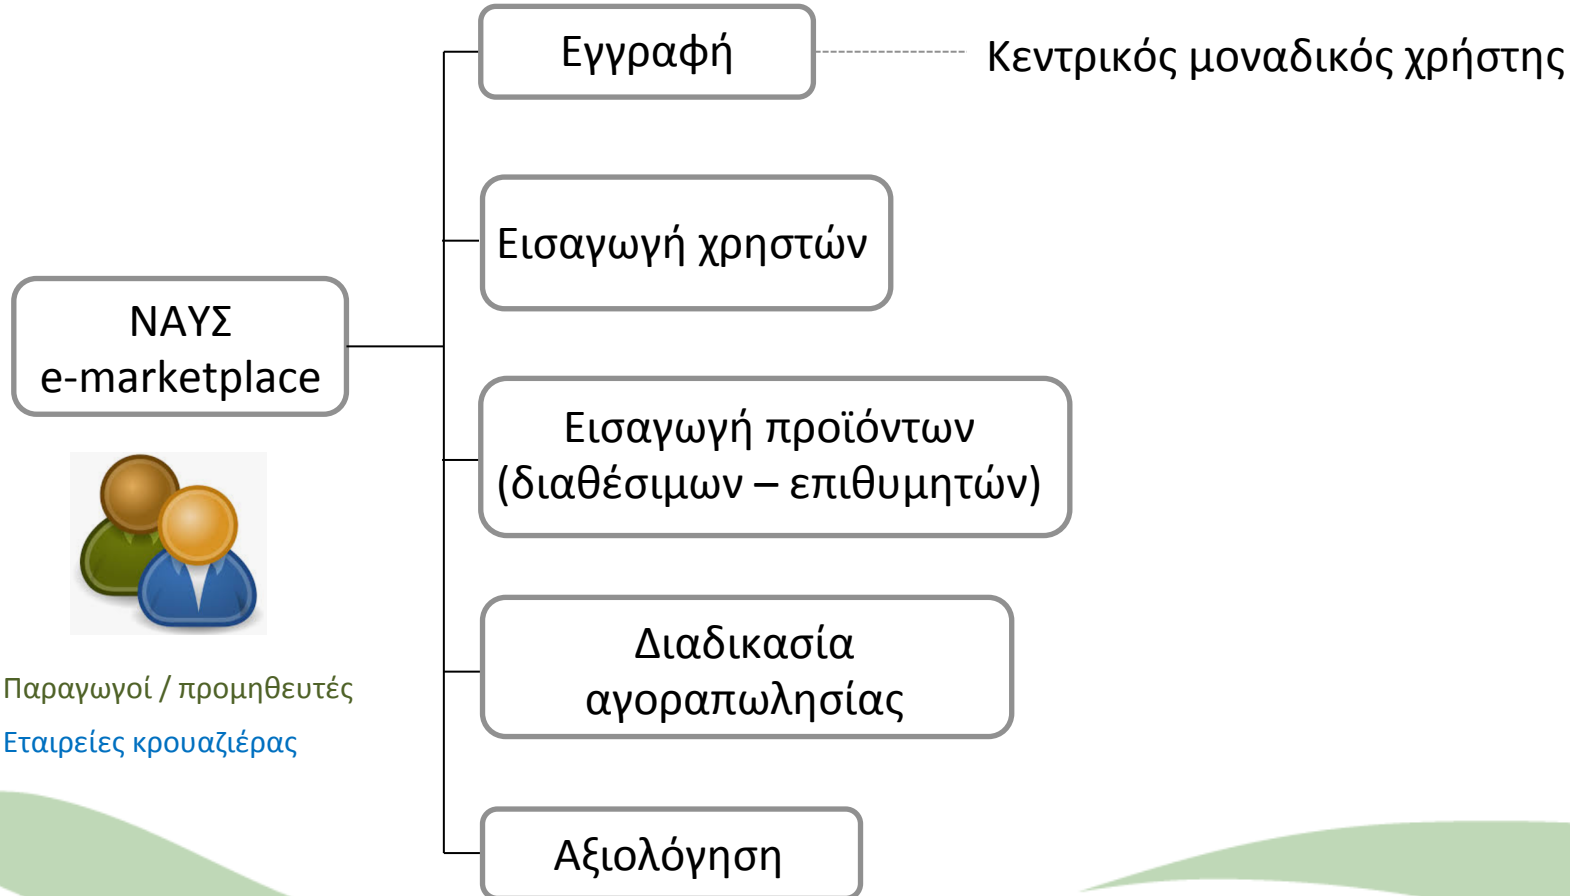 Εγγραφή
Κεντρικός μοναδικός χρήστης
Εισαγωγή χρηστών
ΝΑΥΣ
e-marketplace
Εισαγωγή προϊόντων
(διαθέσιμων – επιθυμητών)
Διαδικασία
αγοραπωλησίας
Παραγωγοί / προμηθευτές
Εταιρείες κρουαζιέρας
Αξιολόγηση